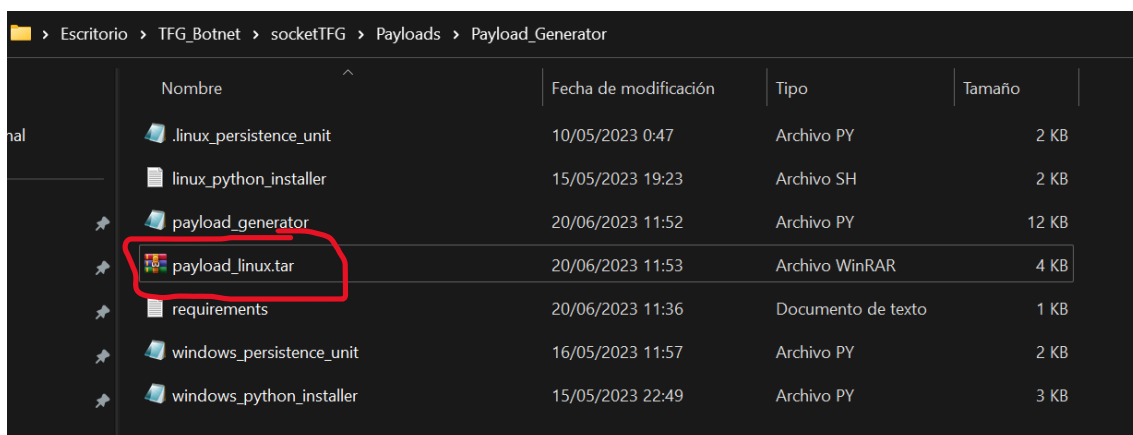 > Escritorio > TFG_Botnet > socketTFG > Payloads > Payload_Generator
Nombre Fecha de modificación Tipo Tamaño
.linux_persistence_unit 10/05/2023 0:47 Archivo PY 2 KB
linux_python_installer 15/05/2023 19:23 Archivo SH 2 KB
payload_generator 20/06/2023 11:52 Archivo PY 12 KB
payload_linux.tar 20/06/2023 11:53 Archivo WinRAR 4 KB
requirements 20/06/2023 11:36 Documento de texto 1 KB
windows_persistence_unit 16/05/2023 11:57 Archivo PY 2 KB
windows_python_installer 15/05/2023 22:49 Archivo PY 3 KB